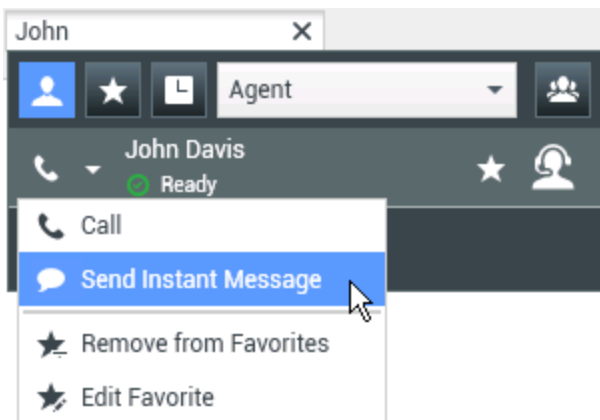 John
Agent
John Davis
Ready
Call
Send Instant Message
Remove from Favorites
Edit Favorite